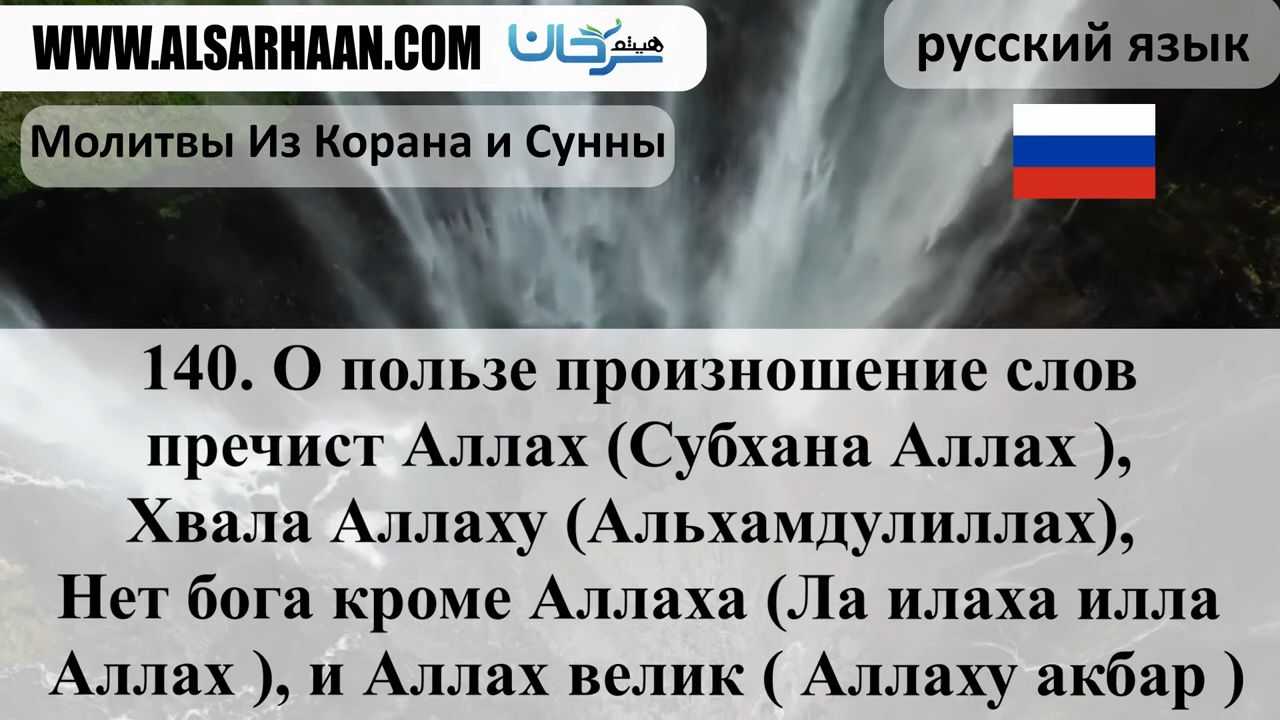 WWW.ALSARHAAN.COM
هيثم سرحان
русский язык
Молитвы Из Корана и Сунны
140. О пользе произношение слов
пречист Аллах (Субхана Аллах ),
Хвала Аллаху (Альхамдулиллах),
Нет бога кроме Аллаха (Ла илаха илла
Аллах ), и Аллах велик ( Аллаху акбар )